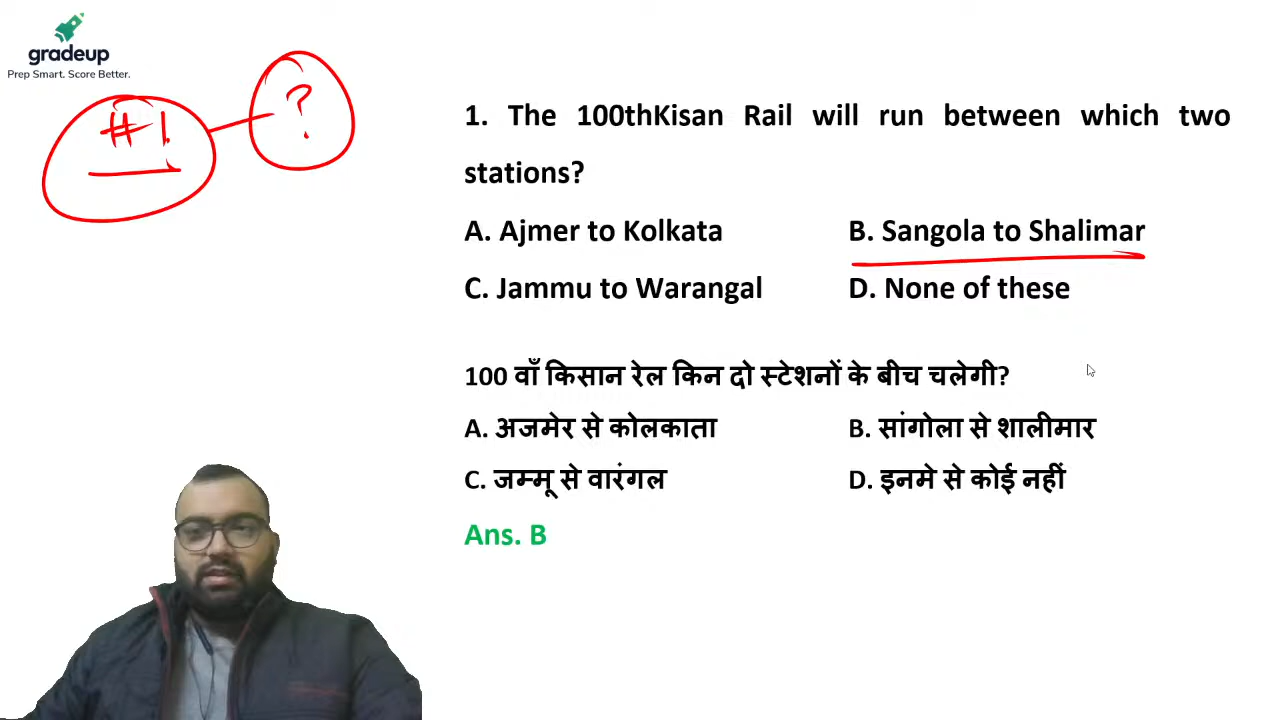 gradeup
Prep Smart. Score Better.
#1
?
1. The 100thKisan Rail will run between which two
stations?
A. Ajmer to Kolkata B. Sangola to Shalimar
C. Jammu to Warangal D. None of these
100 वाँ किसान रेल किन दो स्टेशनों के बीच चलेगी?
A. अजमेर से कोलकाता B. सांगोला से शालीमार
C. जम्मू से वारंगल D. इनमे से कोई नहीं
Ans. B